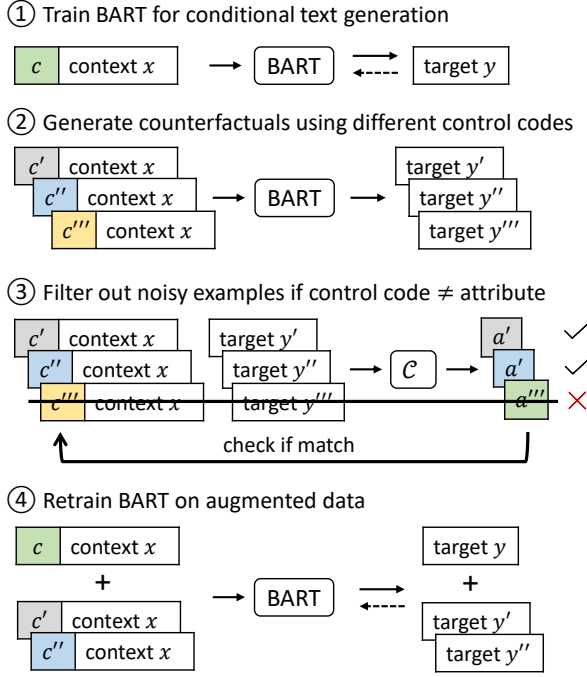 ① Train BART for conditional text generation
c context x BART target y
② Generate counterfactuals using different control codes
c′ context x target y′
c″ context x BART target y″
c‴ context x target y‴
③ Filter out noisy examples if control code ≠ attribute
c′ context x target y′ a′
c″ context x target y″ C a′
c‴ context x target y‴ a‴
check if match
④ Retrain BART on augmented data
c context x target y
+ BART +
c′ context x target y′
c″ context x target y″